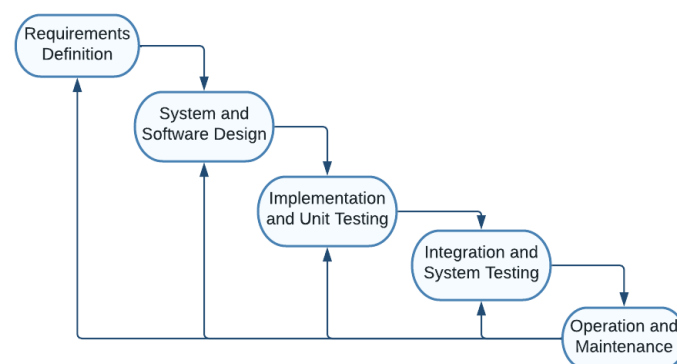 Requirements
Definition
System and
Software Design
Implementation
and Unit Testing
Integration and
System Testing
Operation and
Maintenance